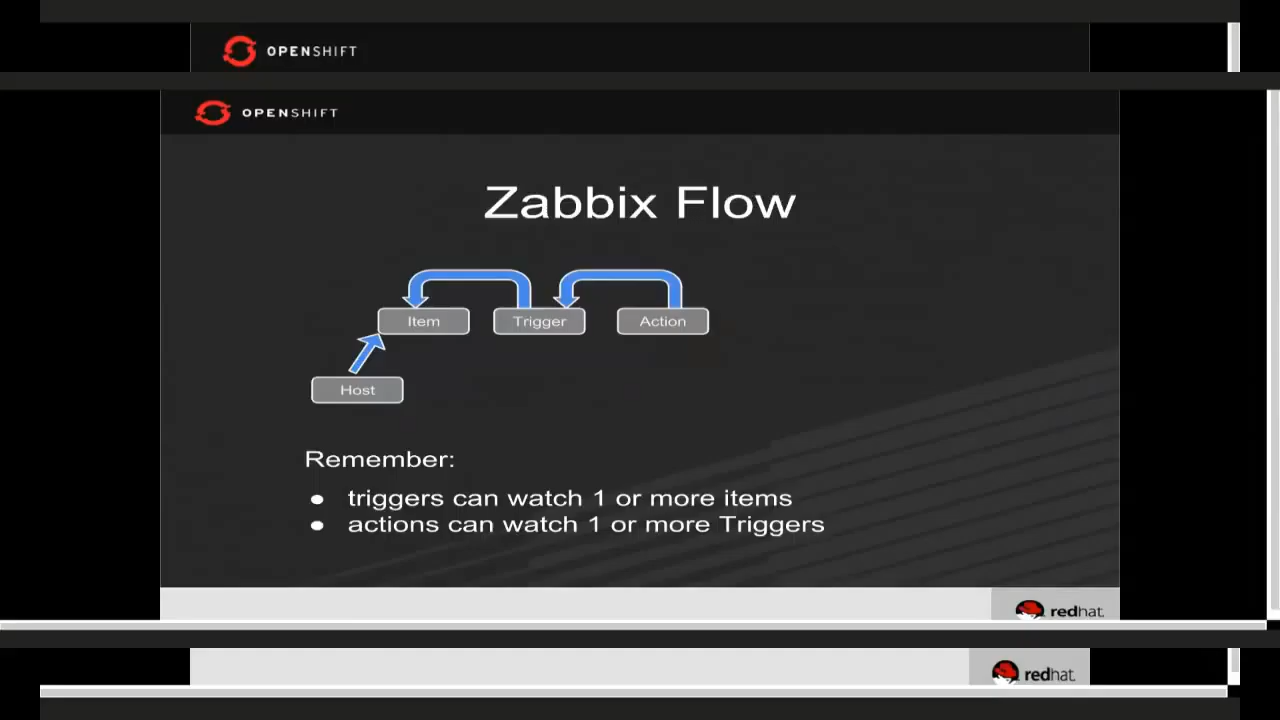 OPENSHIFT
OPENSHIFT
Zabbix Flow
Item Trigger Action
Host
Remember:
● triggers can watch 1 or more items
● actions can watch 1 or more Triggers
redhat.
redhat.